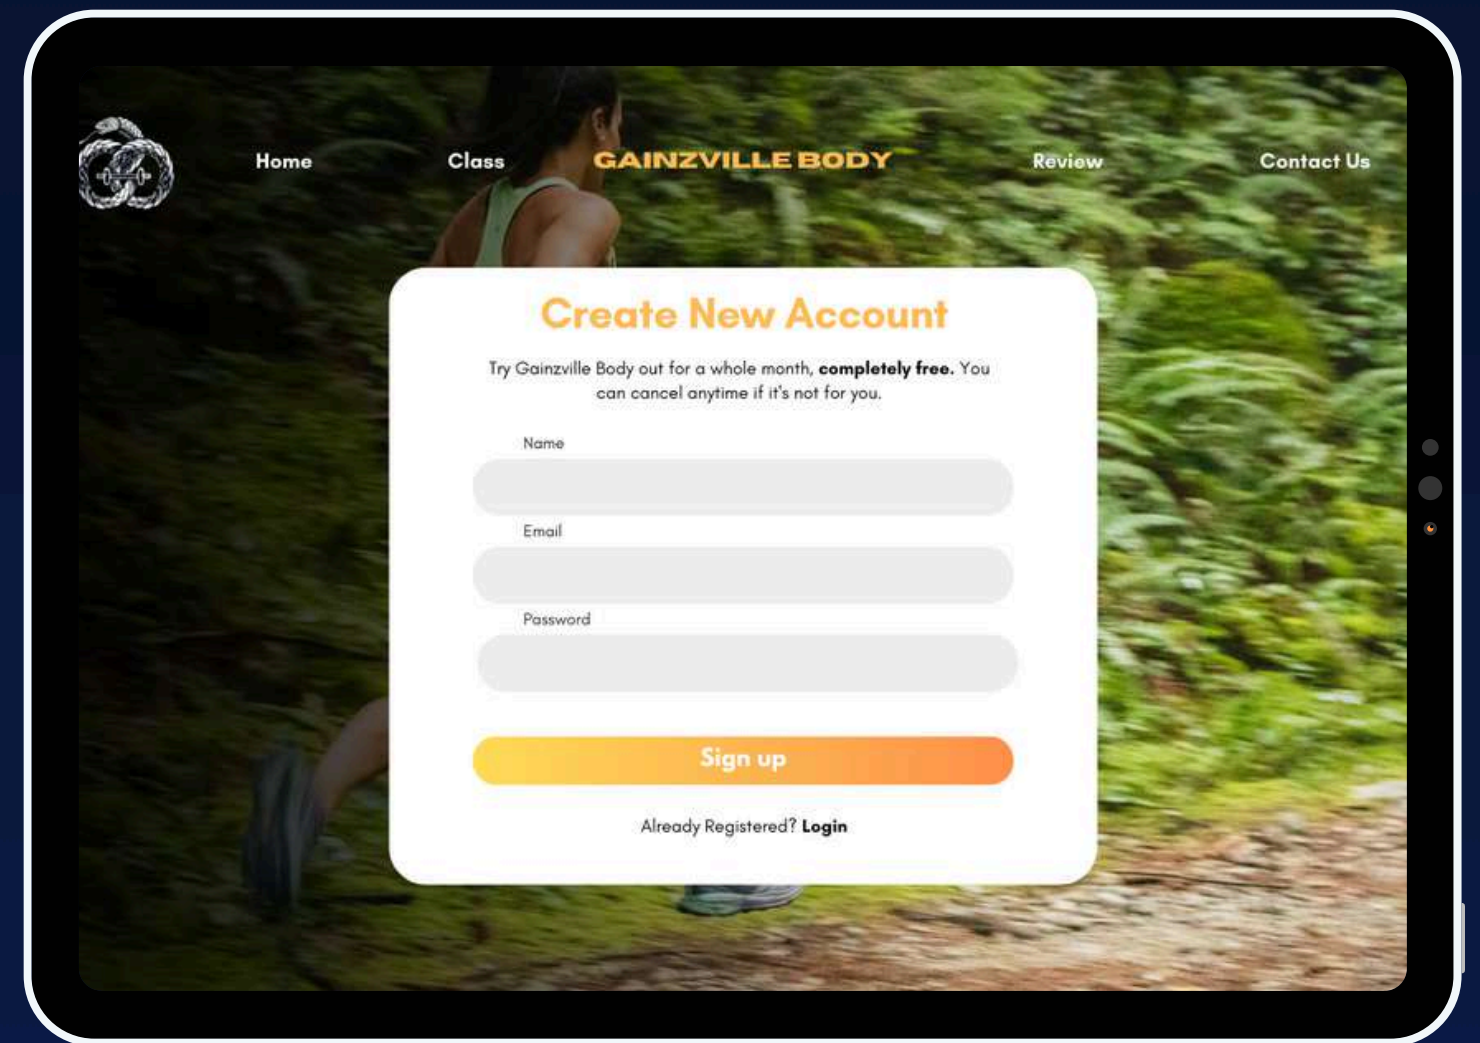 Home
Class
GAINZVILLE BODY
Review
Contact Us
Create New Account
Try Gainzville Body out for a whole month, completely free. You
can cancel anytime if it's not for you.
Name
Email
Password
Sign up
Already Registered? Login